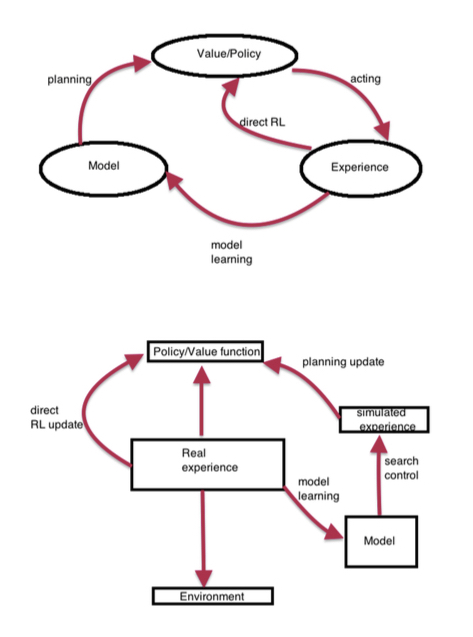 Value/Policy
planning
acting
direct RL
Model
Experience
model
learning
Policy/Value function
planning update
direct
RL update
simulated
experience
Real
experience
search
control
model
learning
Model
Environment